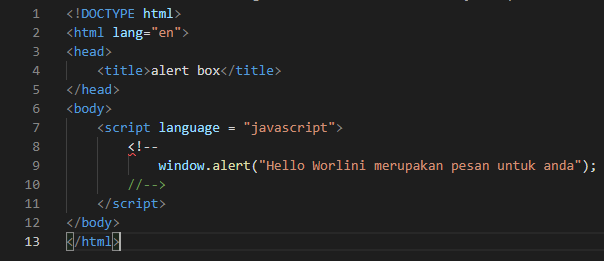 1 <!DOCTYPE html>
2 <html lang="en">
3 <head>
4 <title>alert box</title>
5 </head>
6 <body>
7 <script language = "javascript">
8 <!--
9 window.alert("Hello Worlini merupakan pesan untuk anda");
10 //-->
11 </script>
12 </body>
13 </html>